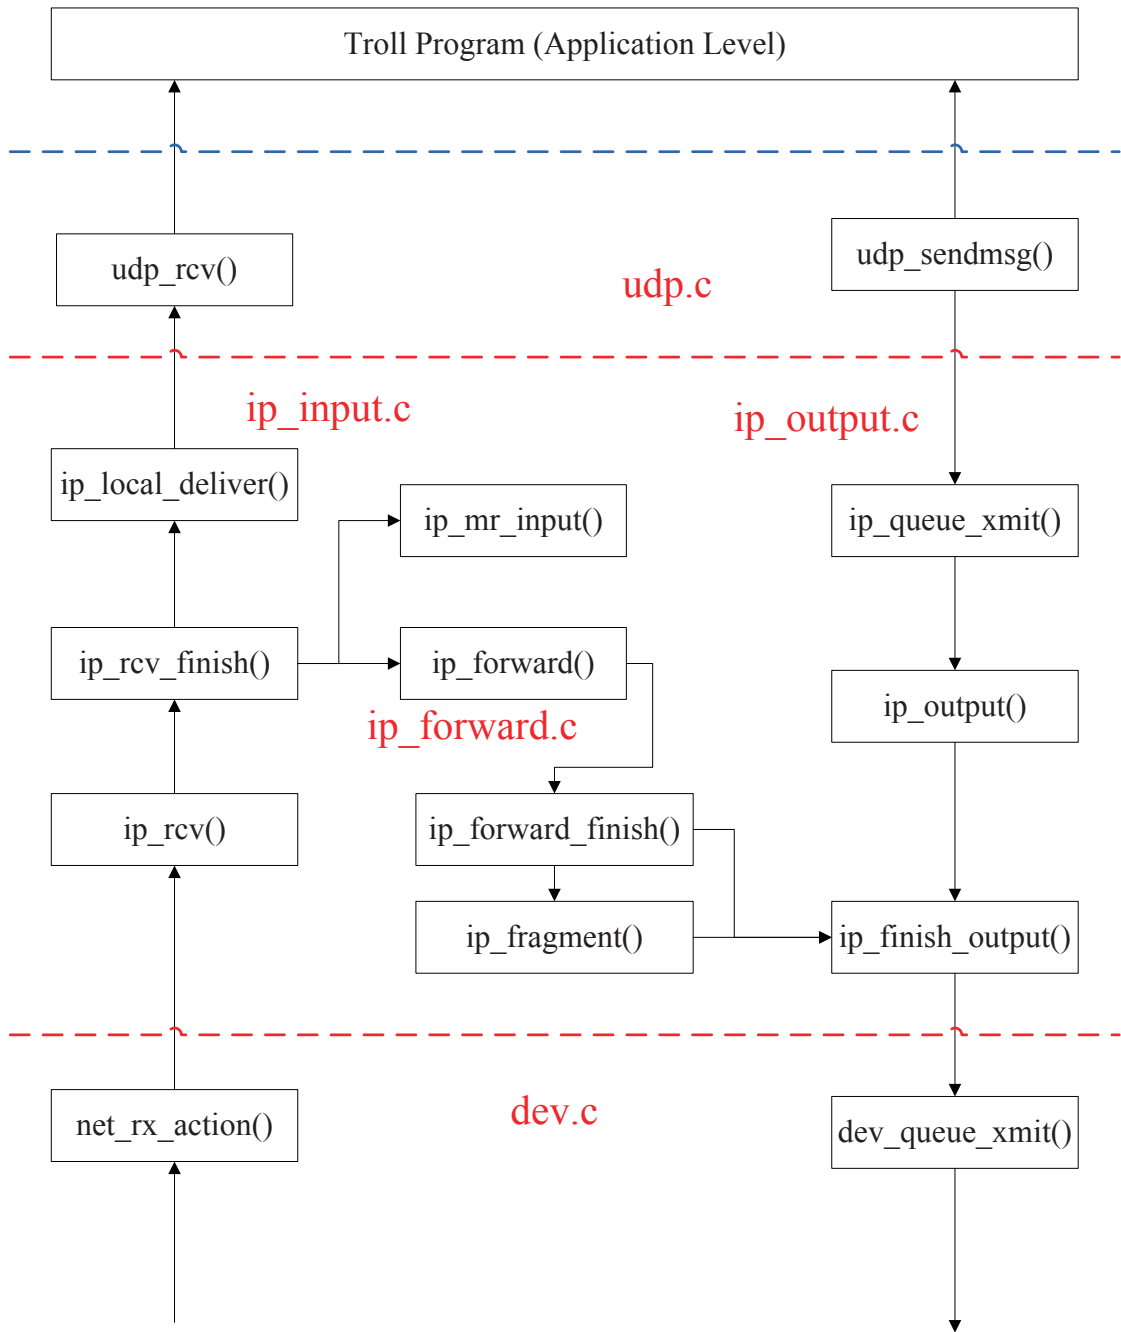 Troll Program (Application Level)
udp_rcv()
udp_sendmsg()
udp.c
ip_input.c
ip_output.c
ip_local_deliver()
ip_mr_input()
ip_queue_xmit()
ip_rcv_finish()
ip_forward()
ip_output()
ip_forward.c
ip_rcv()
ip_forward_finish()
ip_fragment()
ip_finish_output()
net_rx_action()
dev.c
dev_queue_xmit()